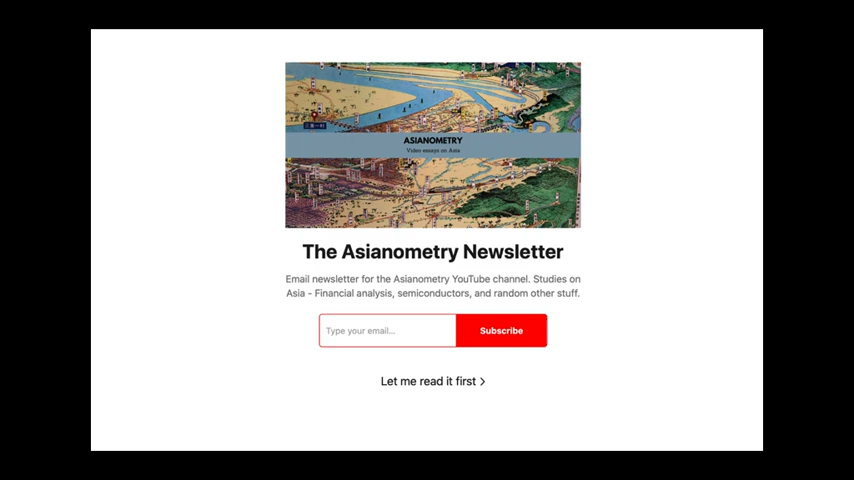 ASIANOMETRY
Video essays on Asia
The Asianometry Newsletter
Email newsletter for the Asianometry YouTube channel. Studies on
Asia - Financial analysis, semiconductors, and random other stuff.
Type your email...
Subscribe
Let me read it first >